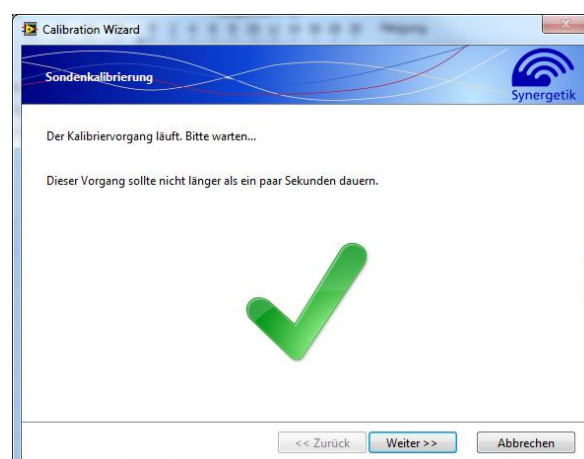 Calibration Wizard
Sondenkalibrierung
Synergetik
Der Kalibriervorgang läuft. Bitte warten...
Dieser Vorgang sollte nicht länger als ein paar Sekunden dauern.
<< Zurück Weiter >> Abbrechen